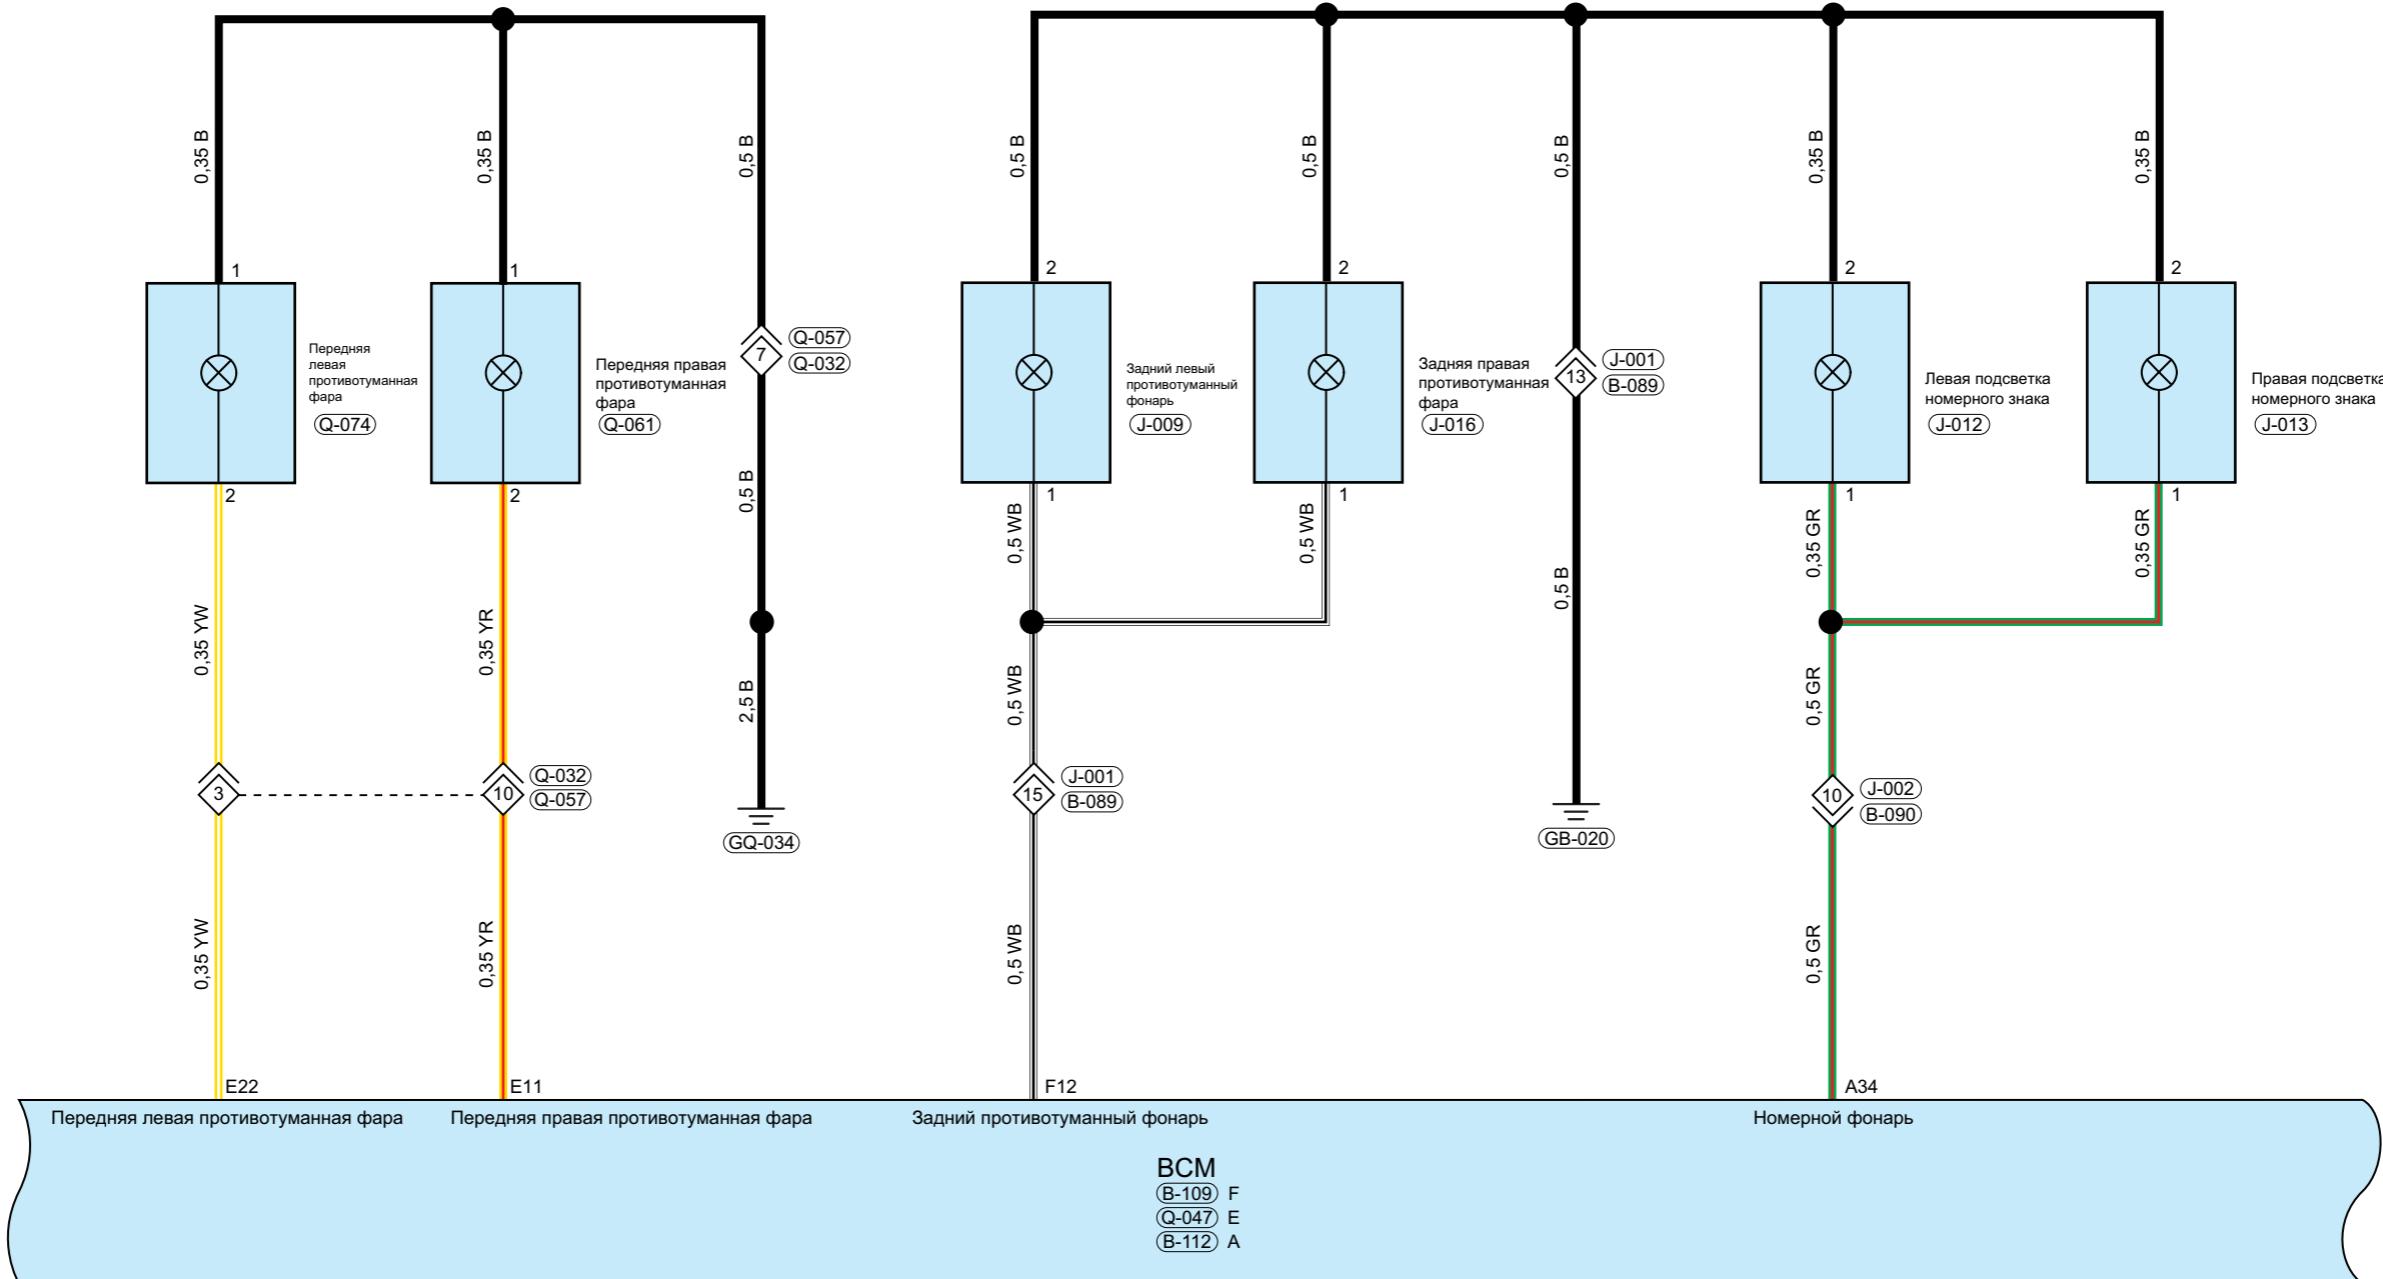 0,35 B
0,35 B
0,5 B
0,5 B
0,5 B
0,5 B
0,35 B
0,35 B
1
1
2
2
2
2
Передняя
левая
противотуманная
фара
Q-074
Передняя правая
противотуманная
фара
Q-061
7
Q-057
Q-032
Задний левый
противотуманный
фонарь
J-009
Задняя правая
противотуманная
фара
J-016
13
J-001
B-089
Левая подсветка
номерного знака
J-012
Правая подсветка
номерного знака
J-013
2
2
1
1
1
1
0,5 B
0,5 WB
0,5 WB
0,5 B
0,35 GR
0,35 GR
0,35 YW
0,35 YR
2,5 B
0,5 WB
0,5 GR
3
10
Q-032
Q-057
GQ-034
15
J-001
B-089
GB-020
10
J-002
B-090
0,35 YW
0,35 YR
0,5 WB
0,5 GR
E22
E11
F12
A34
Передняя левая противотуманная фара
Передняя правая противотуманная фара
Задний противотуманный фонарь
Номерной фонарь
BCM
B-109 F
Q-047 E
B-112 A